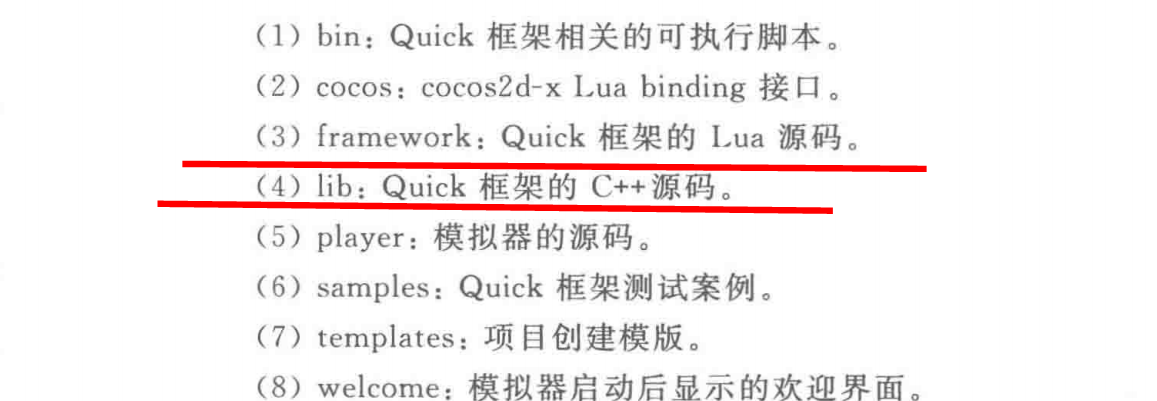 (1) bin：Quick 框架相关的可执行脚本。
(2) cocos：cocos2d-x Lua binding 接口。
(3) framework：Quick 框架的 Lua 源码。
(4) lib：Quick 框架的 C++源码。
(5) player：模拟器的源码。
(6) samples：Quick 框架测试案例。
(7) templates：项目创建模版。
(8) welcome：模拟器启动后显示的欢迎界面。